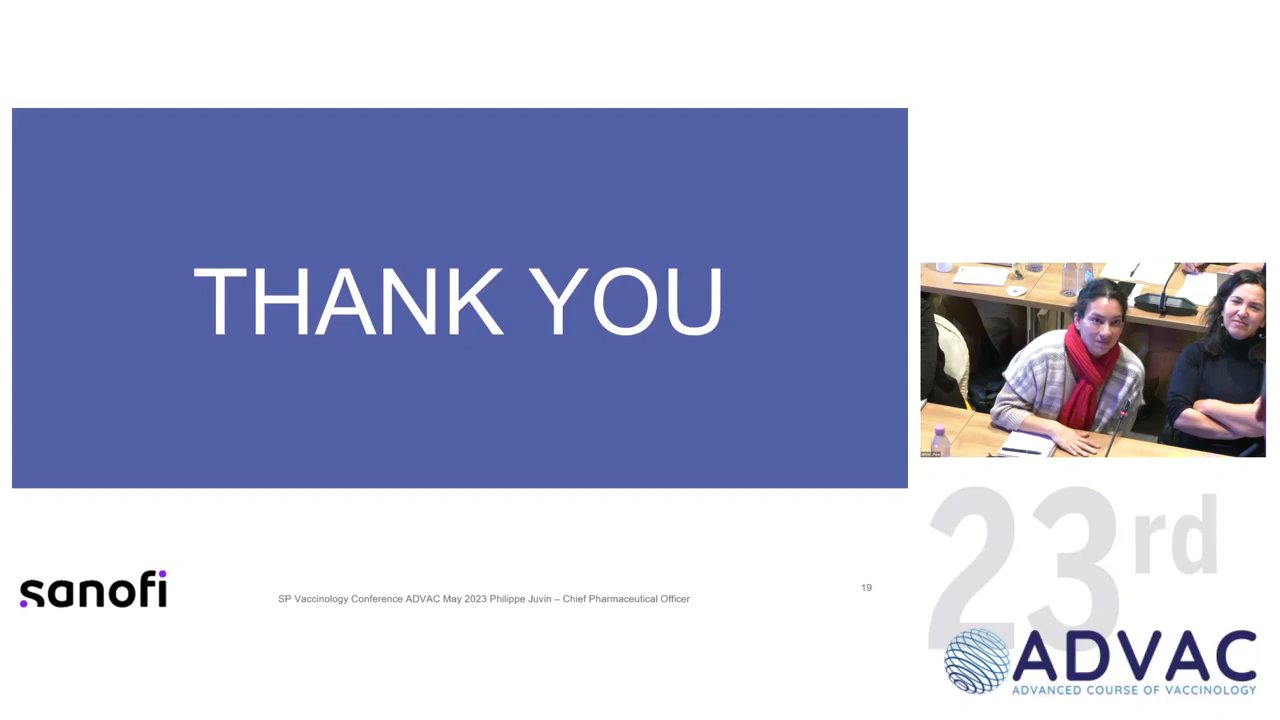 THANK YOU
sanofi
SP Vaccinology Conference ADVAC May 2023 Philippe Juvin – Chief Pharmaceutical Officer
19
23rd
ADVAC
ADVANCED COURSE OF VACCINOLOGY